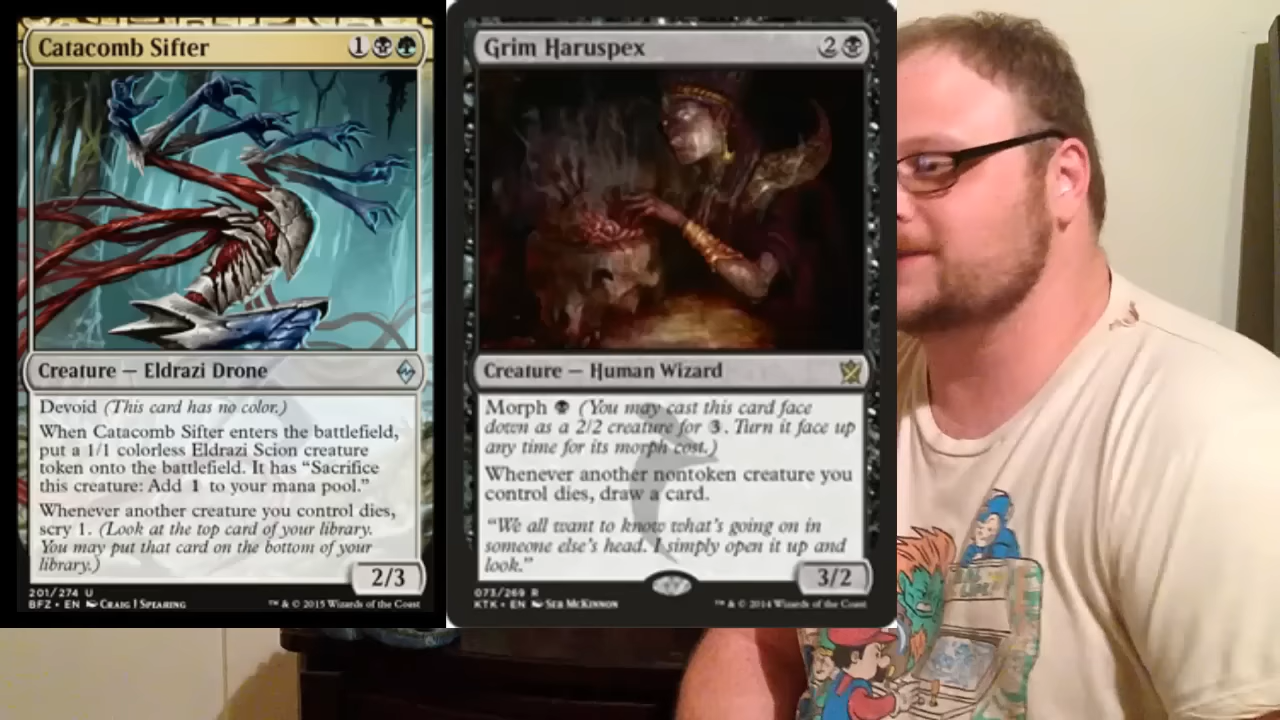 Catacomb Sifter 1
Creature — Eldrazi Drone
Devoid (This card has no color.)
When Catacomb Sifter enters the battlefield,
put a 1/1 colorless Eldrazi Scion creature
token onto the battlefield. It has “Sacrifice
this creature: Add 1 to your mana pool.”
Whenever another creature you control dies,
scry 1. (Look at the top card of your library.
You may put that card on the bottom of your
library.)
2/3
201/274 U
BFZ • EN Craig J Spearing
™ & © 2015 Wizards of the Coast
Grim Haruspex 2
Creature — Human Wizard
Morph (You may cast this card face
down as a 2/2 creature for 3. Turn it face up
any time for its morph cost.)
Whenever another nontoken creature you
control dies, draw a card.
“We all want to know what’s going on in
someone else’s head. I simply open it up and
look.”
3/2
073/269 R
KTK • EN Seb McKinnon
™ & © 2014 Wizards of the Coast